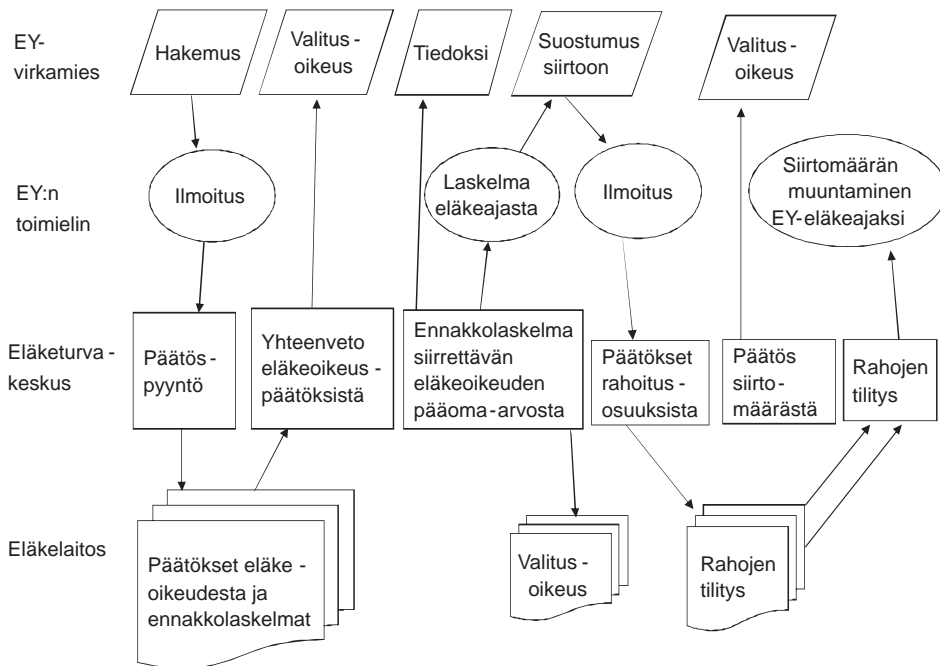 EY-
virkamies
Hakemus
Valitus -
oikeus
Tiedoksi
Suostumus
siirtoon
Valitus -
oikeus
EY:n
toimielin
Ilmoitus
Laskelma
eläkeajasta
Ilmoitus
Siirtomäärän
muuntaminen
EY-eläkeajaksi
Eläketurva -
keskus
Päätös -
pyyntö
Yhteenveto
eläkeoikeus -
päätöksistä
Ennakkolaskelma
siirrettävän
eläkeoikeuden
pääoma-arvosta
Päätökset
rahoitus -
osuuksista
Päätös
siirto-
määrästä
Rahojen
tilitys
Eläkelaitos
Päätökset eläke -
oikeudesta ja
ennakkolaskelmat
Valitus -
oikeus
Rahojen
tilitys